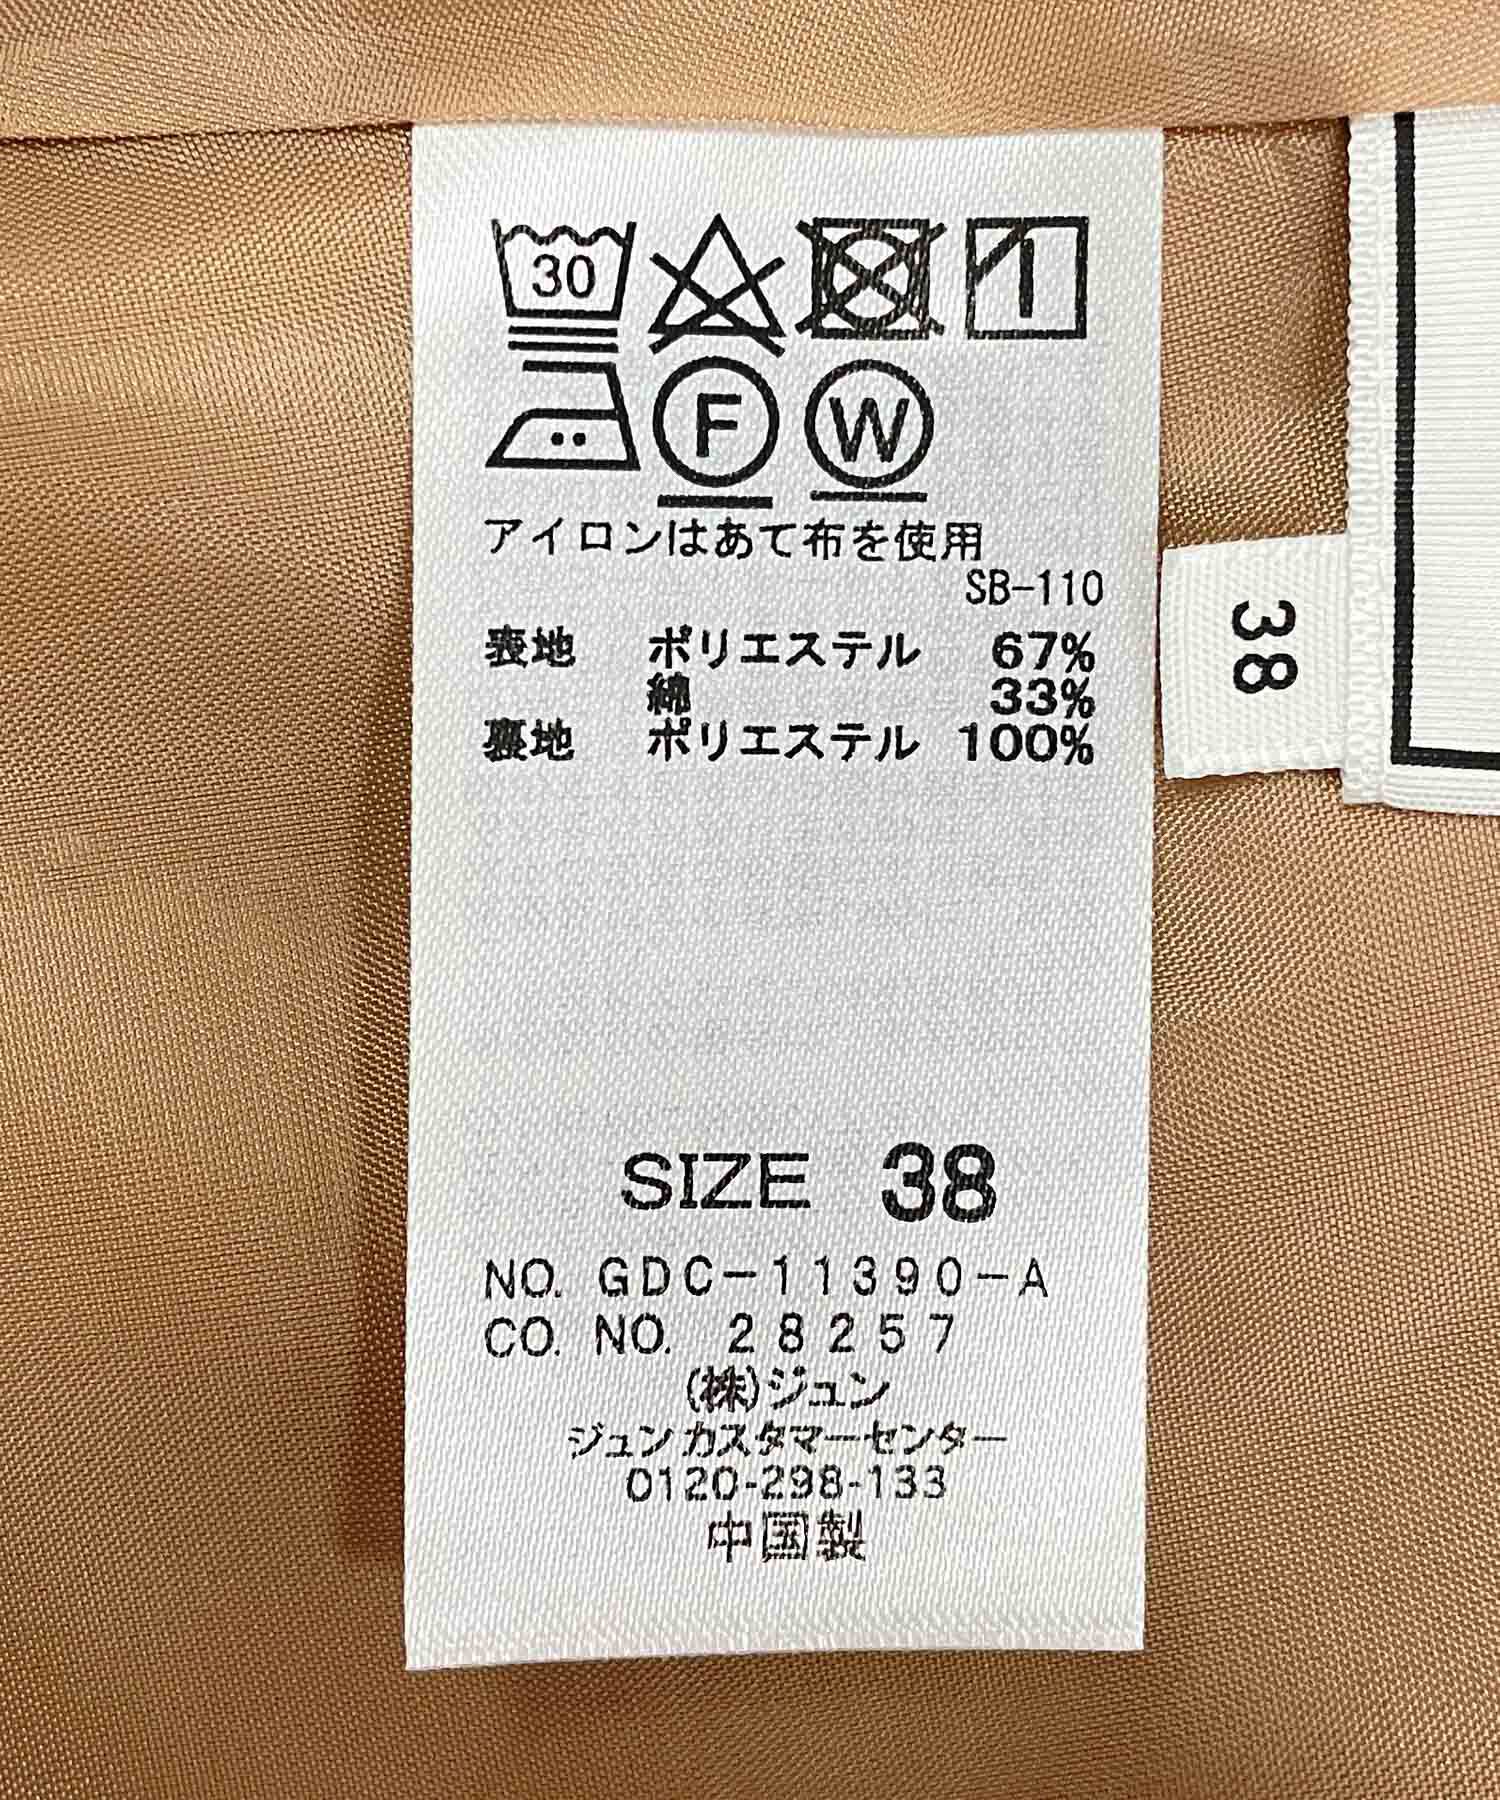 30
F W
アイロンはあて布を使用
SB-110
表地 ポリエステル 67%
綿 33%
裏地 ポリエステル 100%
38
SIZE 38
NO. GDC-11390-A
CO. NO. 28257
(株)ジュン
ジュンカスタマーセンター
0120-298-133
中国製